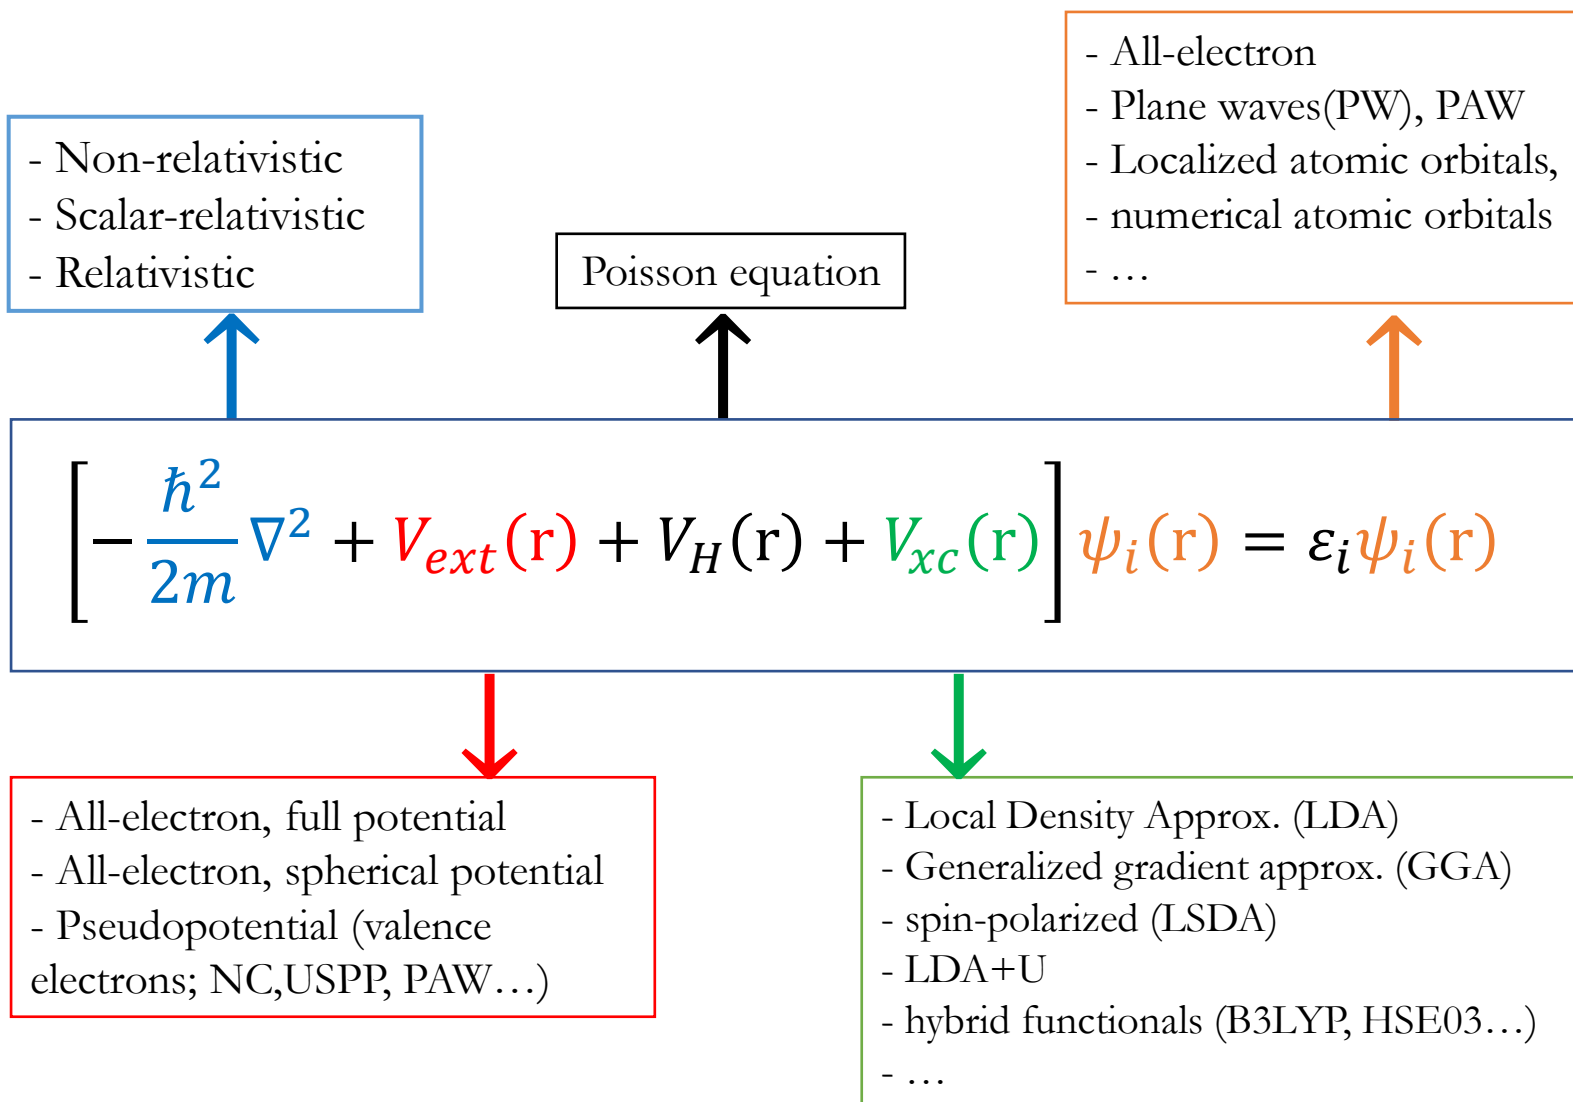 - Non-relativistic
- Scalar-relativistic
- Relativistic
Poisson equation
- All-electron
- Plane waves(PW), PAW
- Localized atomic orbitals,
- numerical atomic orbitals
- …
[−ℏ²/2m ∇² + V_ext(r) + V_H(r) + V_xc(r)] ψ_i(r) = ε_i ψ_i(r)
- All-electron, full potential
- All-electron, spherical potential
- Pseudopotential (valence
electrons; NC,USPP, PAW…)
- Local Density Approx. (LDA)
- Generalized gradient approx. (GGA)
- spin-polarized (LSDA)
- LDA+U
- hybrid functionals (B3LYP, HSE03…)
- …